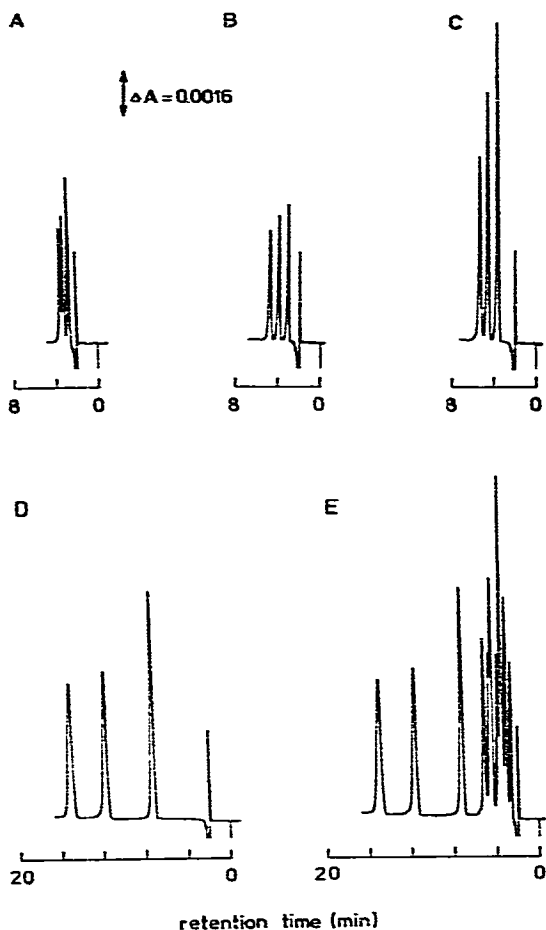 A B C
ΔA = 0.0016
8 0 8 0 8 0
D E
20 0 20 0
retention time (min)